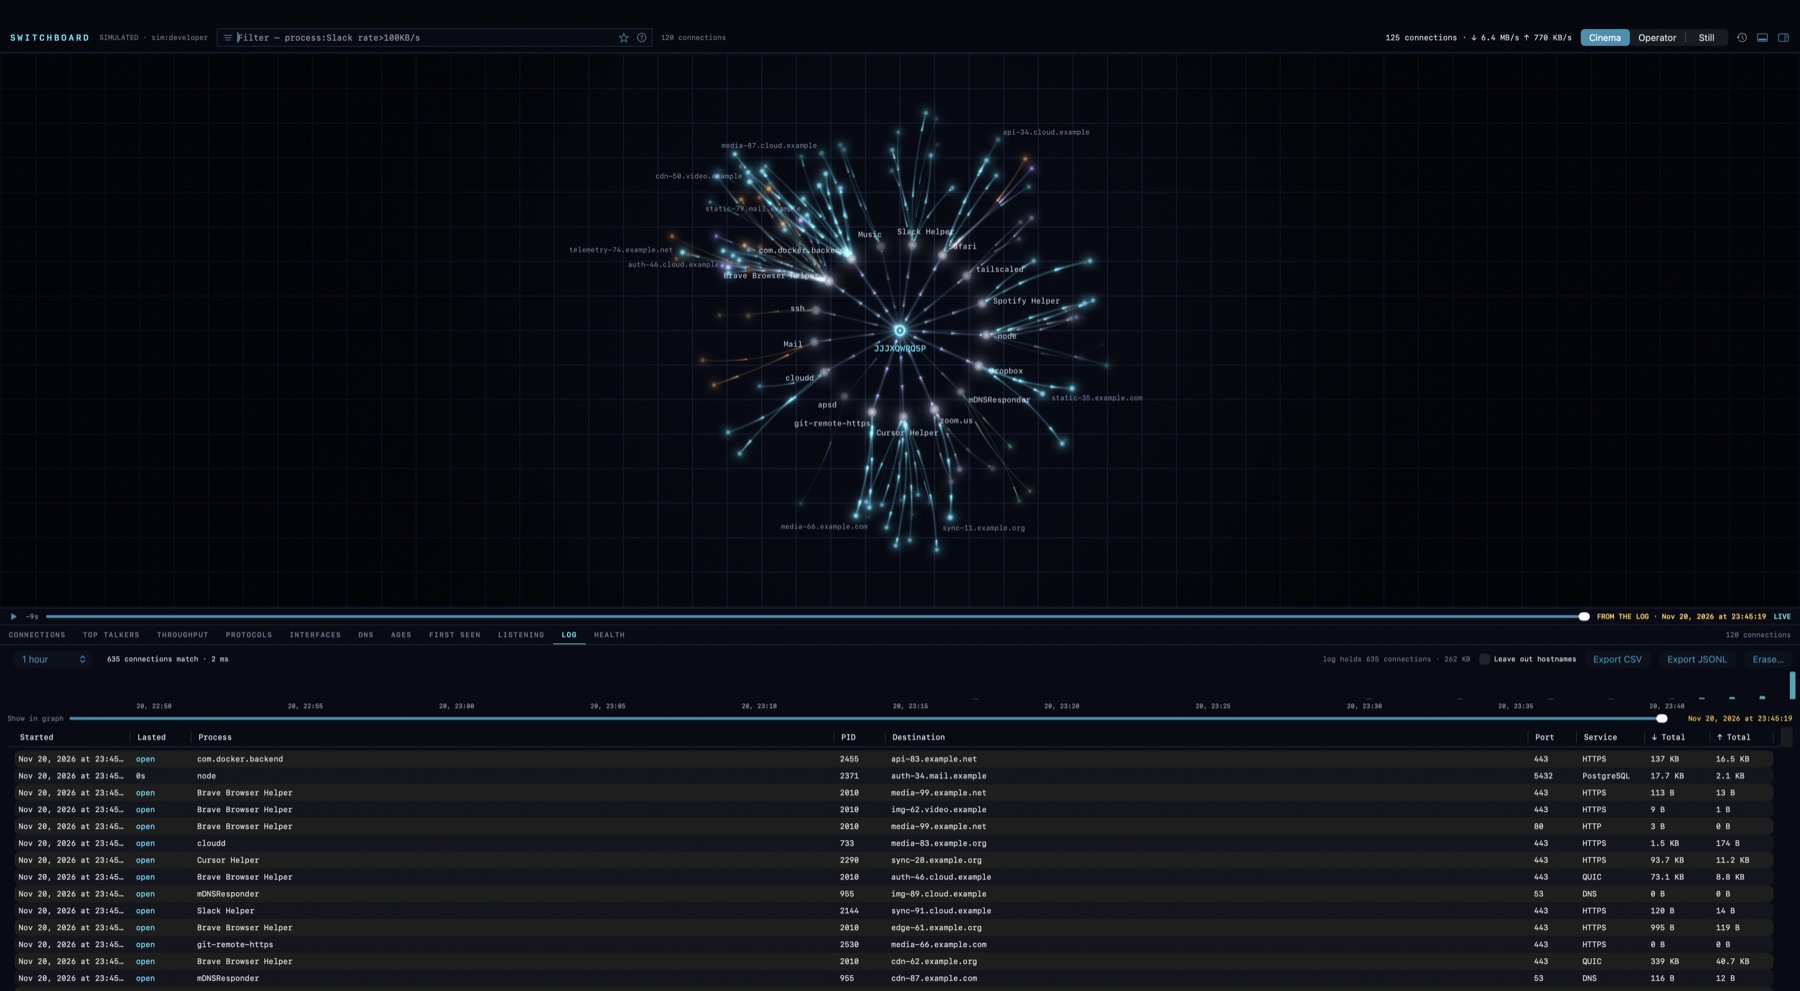 SWITCHBOARD SIMULATED · sim:developer Filter — process:Slack rate>100KB/s 120 connections 125 connections · ↓ 6.4 MB/s ↑ 770 KB/s Cinema Operator Still
api-34.cloud.example
media-87.cloud.example
cdn-50.video.example
static-79.mail.example
Music Slack Helper
Safari
telemetry-74.example.net com.docker.backend
auth-46.cloud.example
tailscaled
Brave Browser Helper
Spotify Helper
ssh
node
Mail
JJJXQWRQ5P
Dropbox
cloudd
static-35.example.com
mDNSResponder
apsd
git-remote-https zoom.us
Cursor Helper
media-66.example.com sync-11.example.org
-9s FROM THE LOG · Nov 20, 2026 at 23:45:19 LIVE
CONNECTIONS TOP TALKERS THROUGHPUT PROTOCOLS INTERFACES DNS AGES FIRST SEEN LISTENING LOG HEALTH 120 connections
1 hour 635 connections match · 2 ms log holds 635 connections · 262 KB Leave out hostnames Export CSV Export JSONL Erase…
20, 22:50 20, 22:55 20, 23:00 20, 23:05 20, 23:10 20, 23:15 20, 23:20 20, 23:25 20, 23:30 20, 23:35 20, 23:40
Show in graph Nov 20, 2026 at 23:45:19
Started Lasted Process PID Destination Port Service ↓ Total ↑ Total
Nov 20, 2026 at 23:45… open com.docker.backend 2455 api-83.example.net 443 HTTPS 137 KB 16.5 KB
Nov 20, 2026 at 23:45… 0s node 2371 auth-34.mail.example 5432 PostgreSQL 17.7 KB 2.1 KB
Nov 20, 2026 at 23:45… open Brave Browser Helper 2010 media-99.example.net 443 HTTPS 113 B 13 B
Nov 20, 2026 at 23:45… open Brave Browser Helper 2010 img-62.video.example 443 HTTPS 9 B 1 B
Nov 20, 2026 at 23:45… open Brave Browser Helper 2010 media-99.example.net 80 HTTP 3 B 0 B
Nov 20, 2026 at 23:45… open cloudd 733 media-83.example.org 443 HTTPS 1.5 KB 174 B
Nov 20, 2026 at 23:45… open Cursor Helper 2290 sync-28.example.org 443 HTTPS 93.7 KB 11.2 KB
Nov 20, 2026 at 23:45… open Brave Browser Helper 2010 auth-46.cloud.example 443 QUIC 73.1 KB 8.8 KB
Nov 20, 2026 at 23:45… open mDNSResponder 955 img-89.cloud.example 53 DNS 0 B 0 B
Nov 20, 2026 at 23:45… open Slack Helper 2144 sync-91.cloud.example 443 HTTPS 120 B 14 B
Nov 20, 2026 at 23:45… open Brave Browser Helper 2010 edge-61.example.org 443 HTTPS 995 B 119 B
Nov 20, 2026 at 23:45… open git-remote-https 2530 media-66.example.com 443 HTTPS 0 B 0 B
Nov 20, 2026 at 23:45… open Brave Browser Helper 2010 cdn-62.example.org 443 QUIC 339 KB 40.7 KB
Nov 20, 2026 at 23:45… open mDNSResponder 955 cdn-87.example.com 53 DNS 116 B 12 B